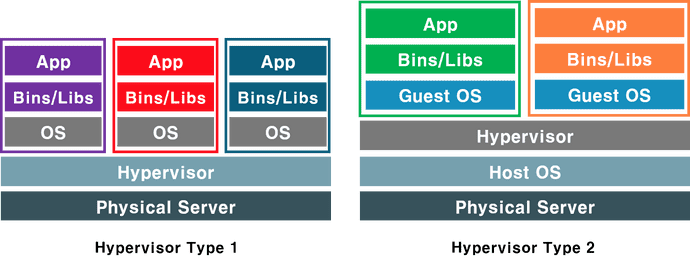 App
Bins/Libs
OS
App
Bins/Libs
OS
App
Bins/Libs
OS
Hypervisor
Physical Server
Hypervisor Type 1
App
Bins/Libs
Guest OS
App
Bins/Libs
Guest OS
Hypervisor
Host OS
Physical Server
Hypervisor Type 2